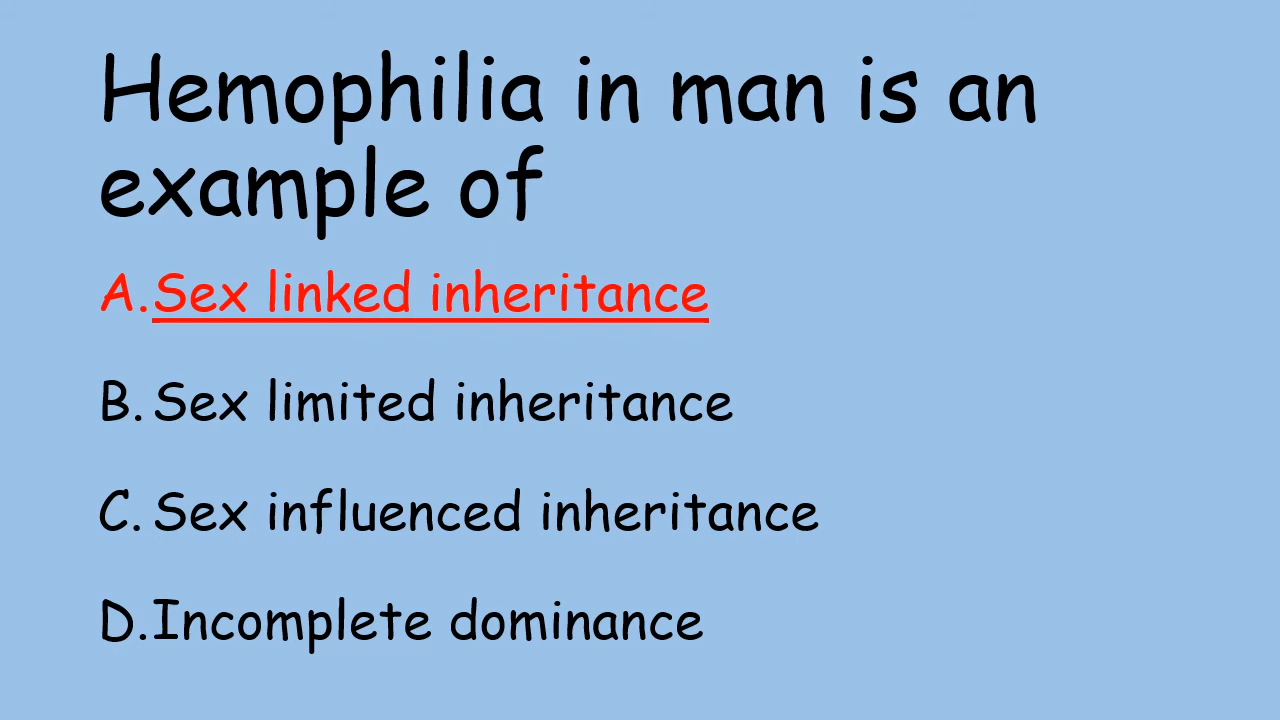 Hemophilia in man is an
example of
A.Sex linked inheritance
B. Sex limited inheritance
C. Sex influenced inheritance
D.Incomplete dominance